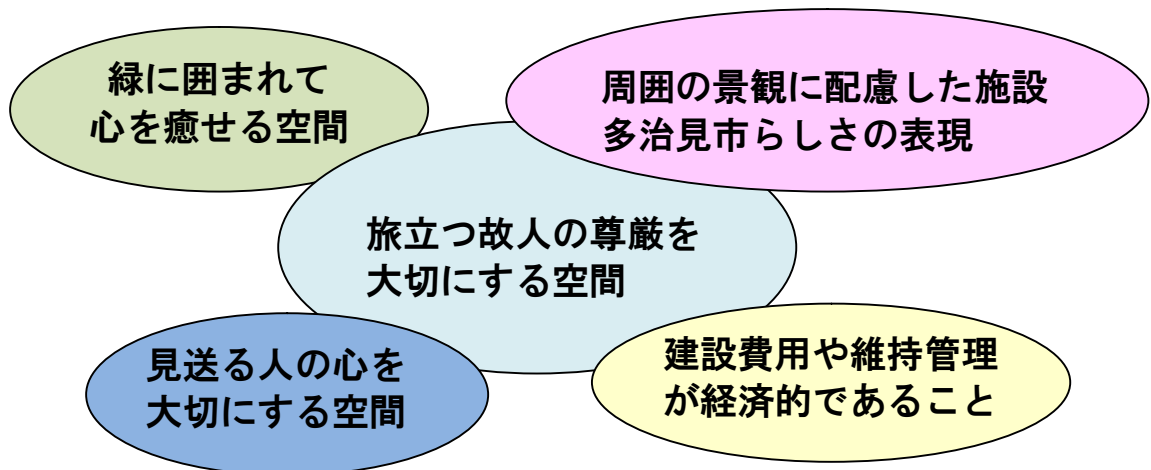 緑に囲まれて
心を癒せる空間
周囲の景観に配慮した施設
多治見市らしさの表現
旅立つ故人の尊厳を
大切にする空間
見送る人の心を
大切にする空間
建設費用や維持管理
が経済的であること